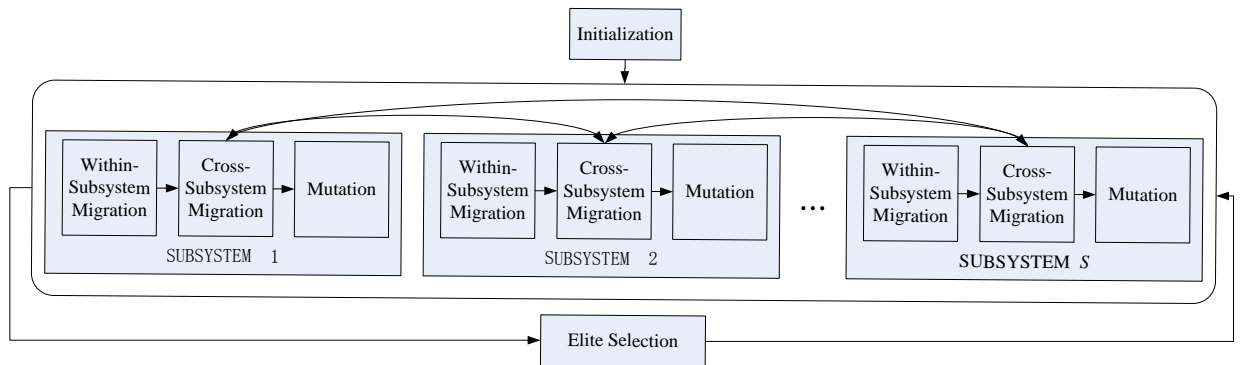 Initialization
Within-
Subsystem
Migration
Cross-
Subsystem
Migration
Mutation
SUBSYSTEM 1
Within-
Subsystem
Migration
Cross-
Subsystem
Migration
Mutation
SUBSYSTEM 2
...
Within-
Subsystem
Migration
Cross-
Subsystem
Migration
Mutation
SUBSYSTEM S
Elite Selection